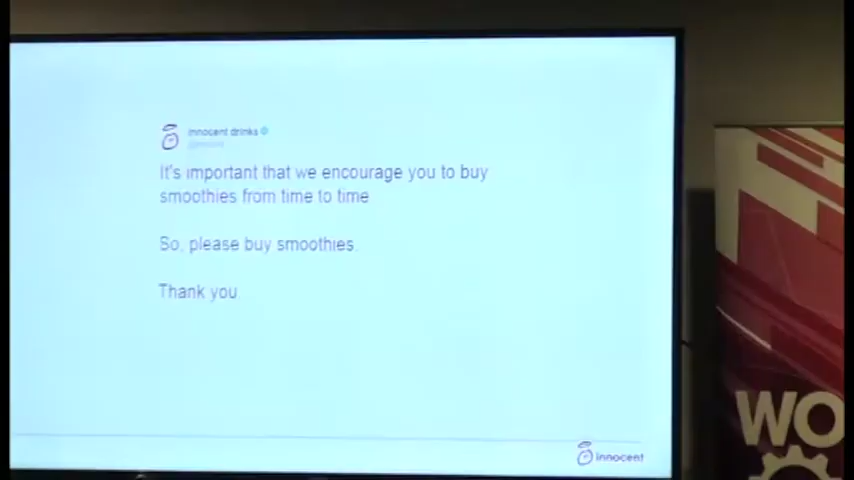 innocent drinks
It's important that we encourage you to buy
smoothies from time to time
So, please buy smoothies.
Thank you
innocent
WO